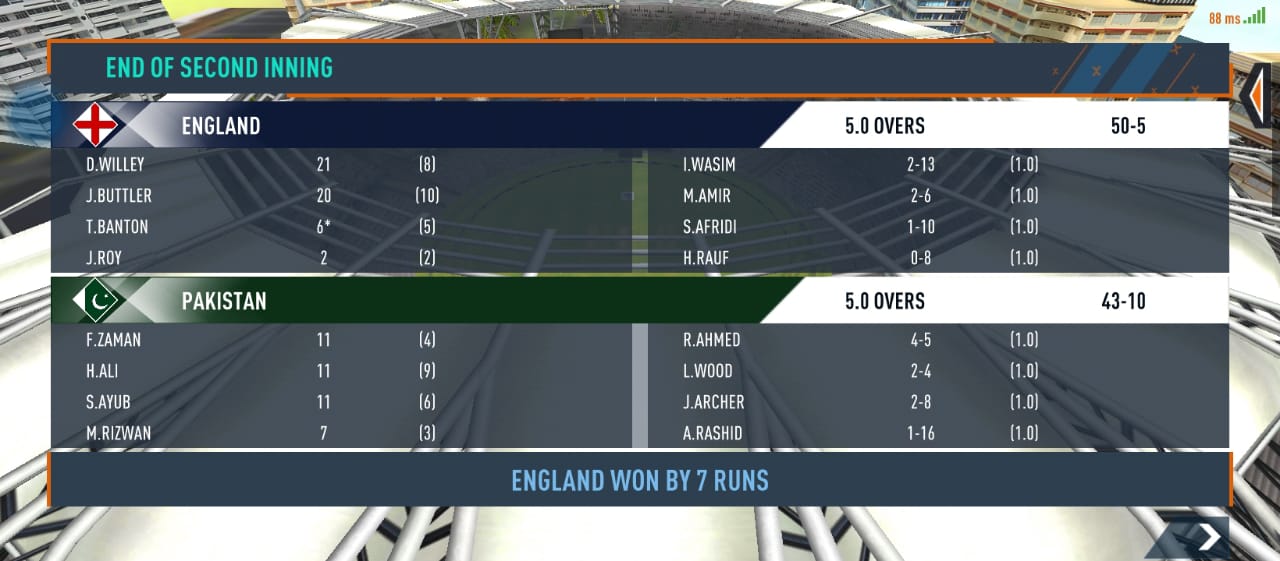 88 ms
END OF SECOND INNING
ENGLAND 5.0 OVERS 50-5
D.WILLEY 21 (8) I.WASIM 2-13 (1.0)
J.BUTTLER 20 (10) M.AMIR 2-6 (1.0)
T.BANTON 6* (5) S.AFRIDI 1-10 (1.0)
J.ROY 2 (2) H.RAUF 0-8 (1.0)
PAKISTAN 5.0 OVERS 43-10
F.ZAMAN 11 (4) R.AHMED 4-5 (1.0)
H.ALI 11 (9) L.WOOD 2-4 (1.0)
S.AYUB 11 (6) J.ARCHER 2-8 (1.0)
M.RIZWAN 7 (3) A.RASHID 1-16 (1.0)
ENGLAND WON BY 7 RUNS